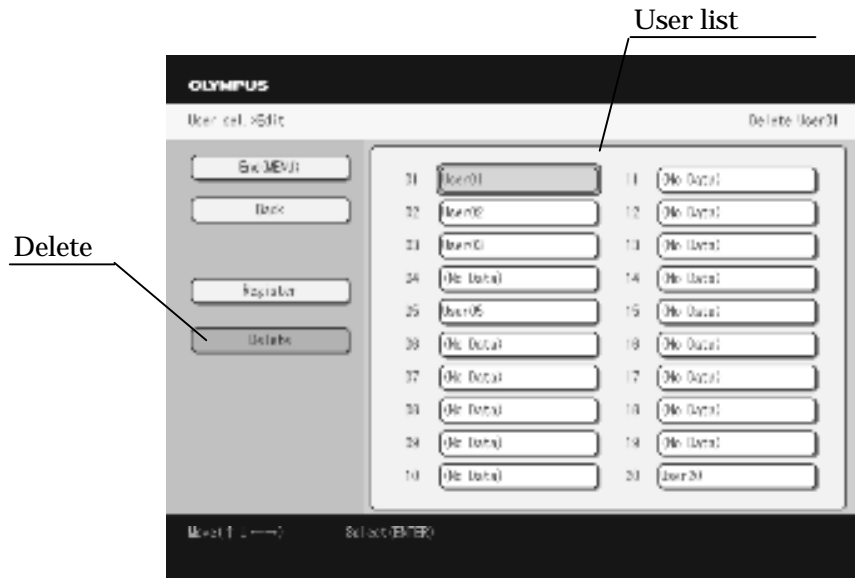 User list
OLYMPUS
User sel. >Edit
Delete User01
End(MENU)
Back
Delete
Register
Delete
01 User01
02 User02
03 User03
04 (No Data)
05 User05
06 (No Data)
07 (No Data)
08 (No Data)
09 (No Data)
10 (No Data)
11 (No Data)
12 (No Data)
13 (No Data)
14 (No Data)
15 (No Data)
16 (No Data)
17 (No Data)
18 (No Data)
19 (No Data)
20 User20
Move(↑↓←→)
Select(ENTER)